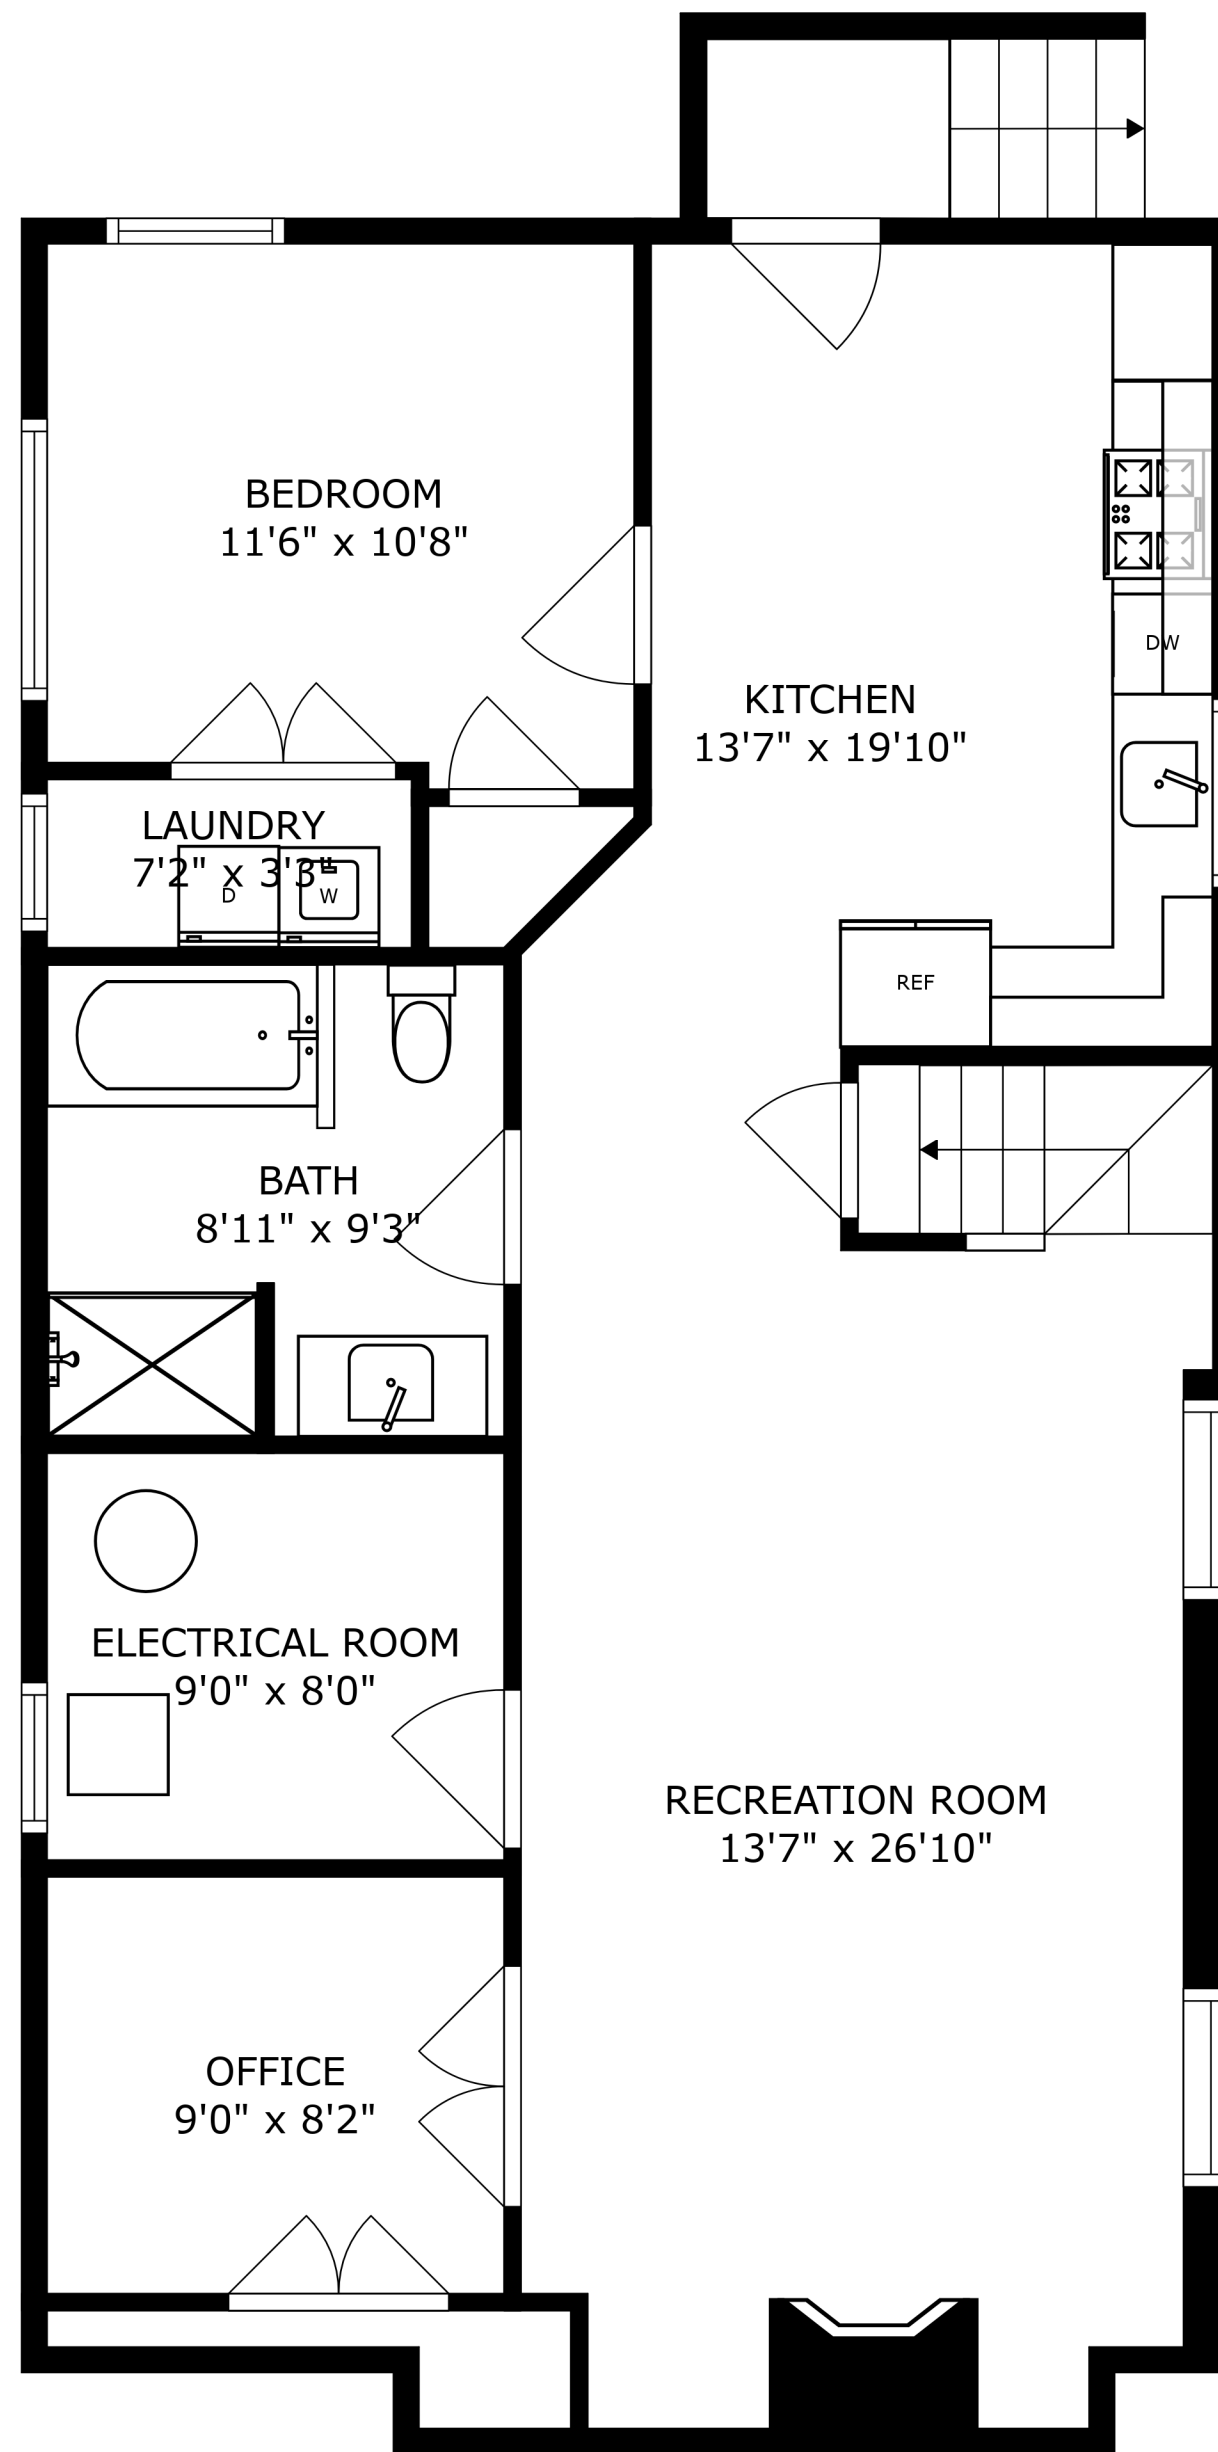 BEDROOM
11'6" x 10'8"
DW
KITCHEN
13'7" x 19'10"
LAUNDRY
7'2" x 3'3"
D
W
REF
BATH
8'11" x 9'3"
ELECTRICAL ROOM
9'0" x 8'0"
RECREATION ROOM
13'7" x 26'10"
OFFICE
9'0" x 8'2"